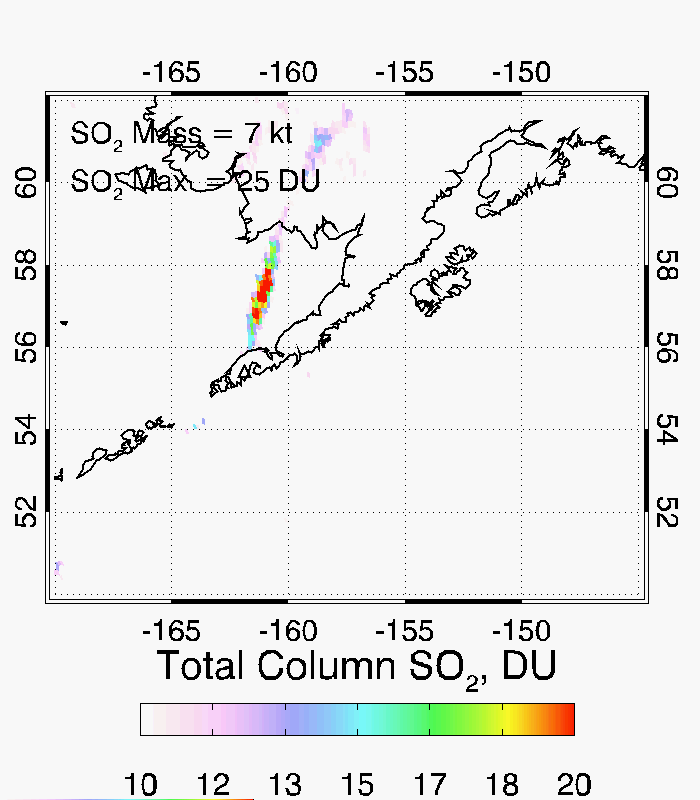 -165 -160 -155 -150
SO2 Mass = 7 kt
SO2 Max. = 25 DU
60 60
58 58
56 56
54 54
52 52
-165 -160 -155 -150
Total Column SO2, DU
10 12 13 15 17 18 20